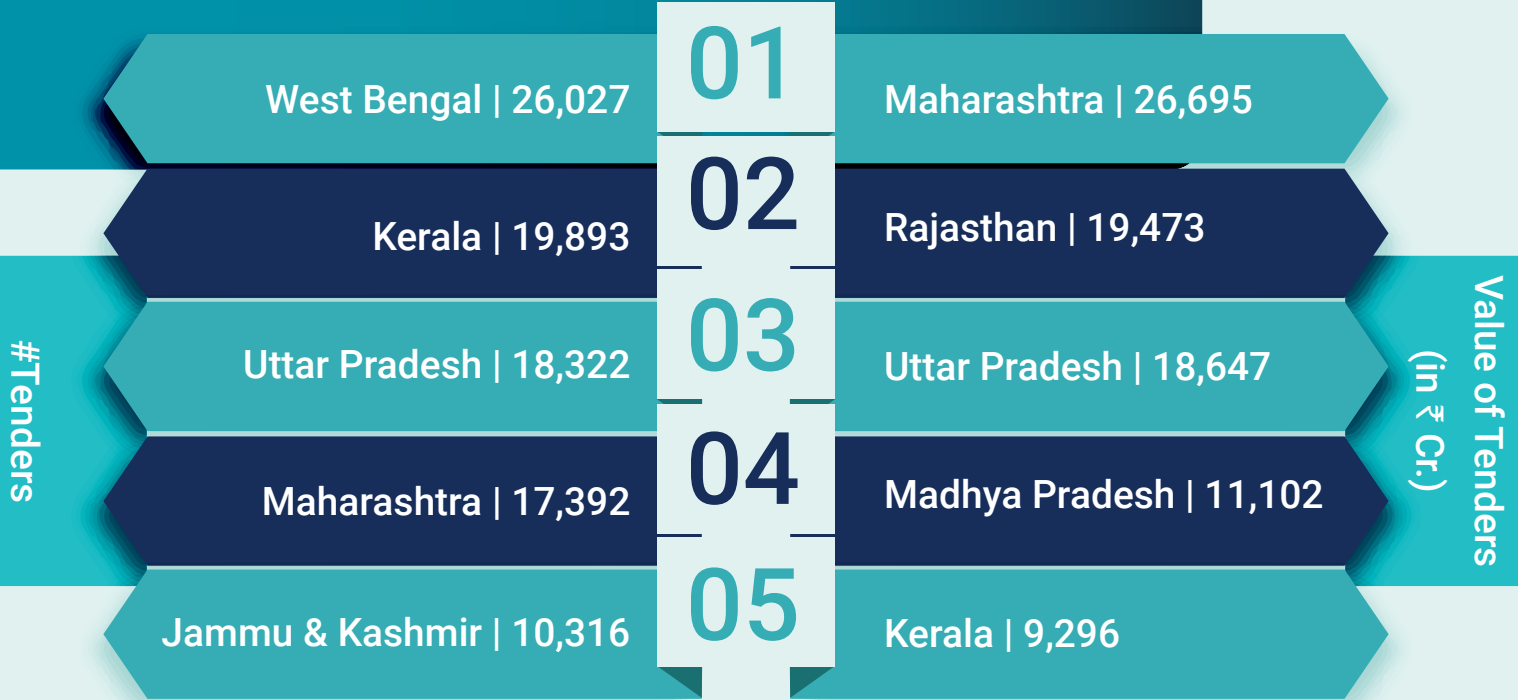 #Tenders
01
West Bengal | 26,027
Maharashtra | 26,695
02
Kerala | 19,893
Rajasthan | 19,473
03
Uttar Pradesh | 18,322
Uttar Pradesh | 18,647
04
Maharashtra | 17,392
Madhya Pradesh | 11,102
05
Jammu & Kashmir | 10,316
Kerala | 9,296
Value of Tenders
(in ₹ Cr.)